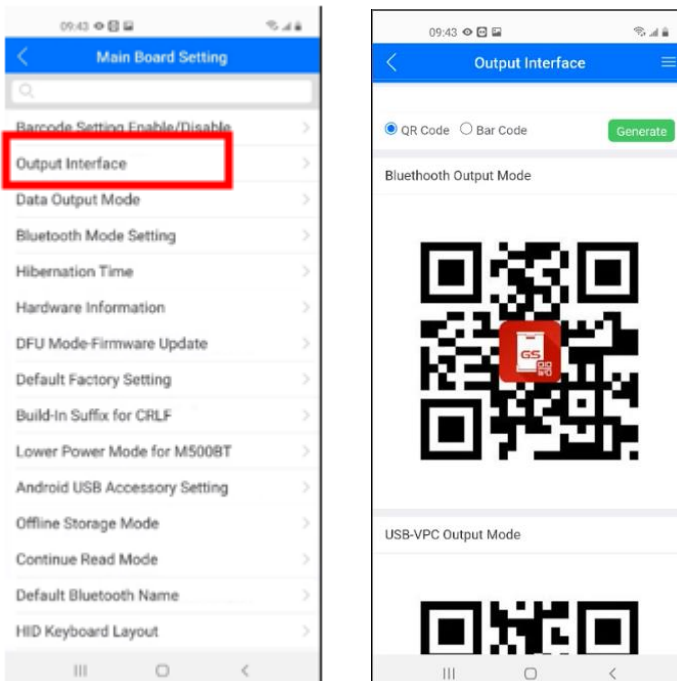 09:43
Main Board Setting
Barcode Setting Enable/Disable
Output Interface
Data Output Mode
Bluetooth Mode Setting
Hibernation Time
Hardware Information
DFU Mode-Firmware Update
Default Factory Setting
Build-In Suffix for CRLF
Lower Power Mode for M500BT
Android USB Accessory Setting
Offline Storage Mode
Continue Read Mode
Default Bluetooth Name
HID Keyboard Layout
09:43
Output Interface
QR Code Bar Code Generate
Bluethooth Output Mode
GS
USB-VPC Output Mode